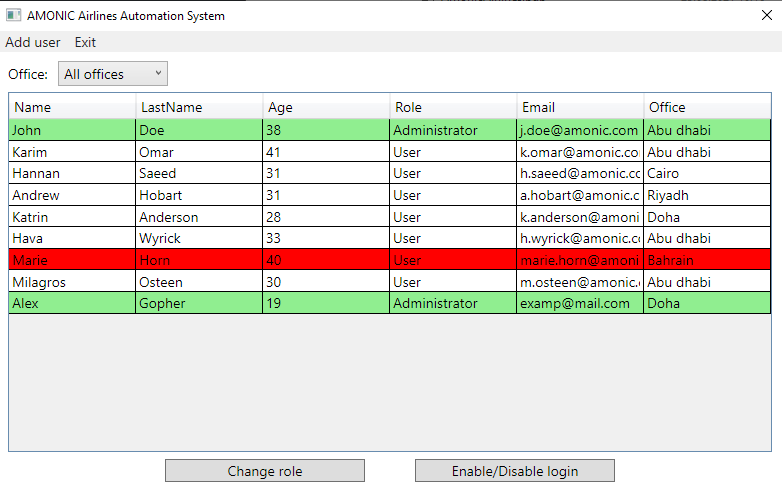 AMONIC Airlines Automation System
Add user Exit
Office: All offices
Name LastName Age Role Email Office
John Doe 38 Administrator j.doe@amonic.com Abu dhabi
Karim Omar 41 User k.omar@amonic.co Abu dhabi
Hannan Saeed 31 User h.saeed@amonic.cc Cairo
Andrew Hobart 31 User a.hobart@amonic.c Riyadh
Katrin Anderson 28 User k.anderson@amoni Doha
Hava Wyrick 33 User h.wyrick@amonic.cc Abu dhabi
Marie Horn 40 User marie.horn@amoni Bahrain
Milagros Osteen 30 User m.osteen@amonic. Abu dhabi
Alex Gopher 19 Administrator examp@mail.com Doha
Change role Enable/Disable login